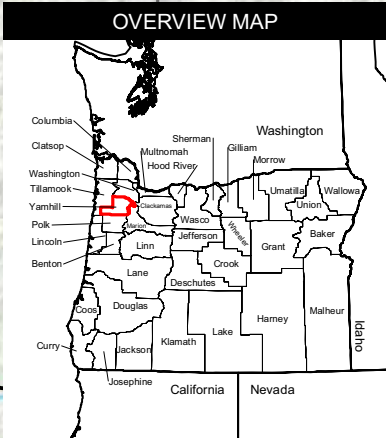 OVERVIEW MAP
Columbia
Clatsop
Washington
Tillamook
Yamhill
Polk
Lincoln
Benton
Multnomah
Hood River
Sherman
Gilliam
Morrow
Washington
Umatilla
Wallowa
Union
Baker
Clackamas
Wasco
Wheeler
Marion
Jefferson
Grant
Linn
Crook
Lane
Deschutes
Coos
Douglas
Harney
Malheur
Lake
Klamath
Curry
Jackson
Josephine
Idaho
California
Nevada